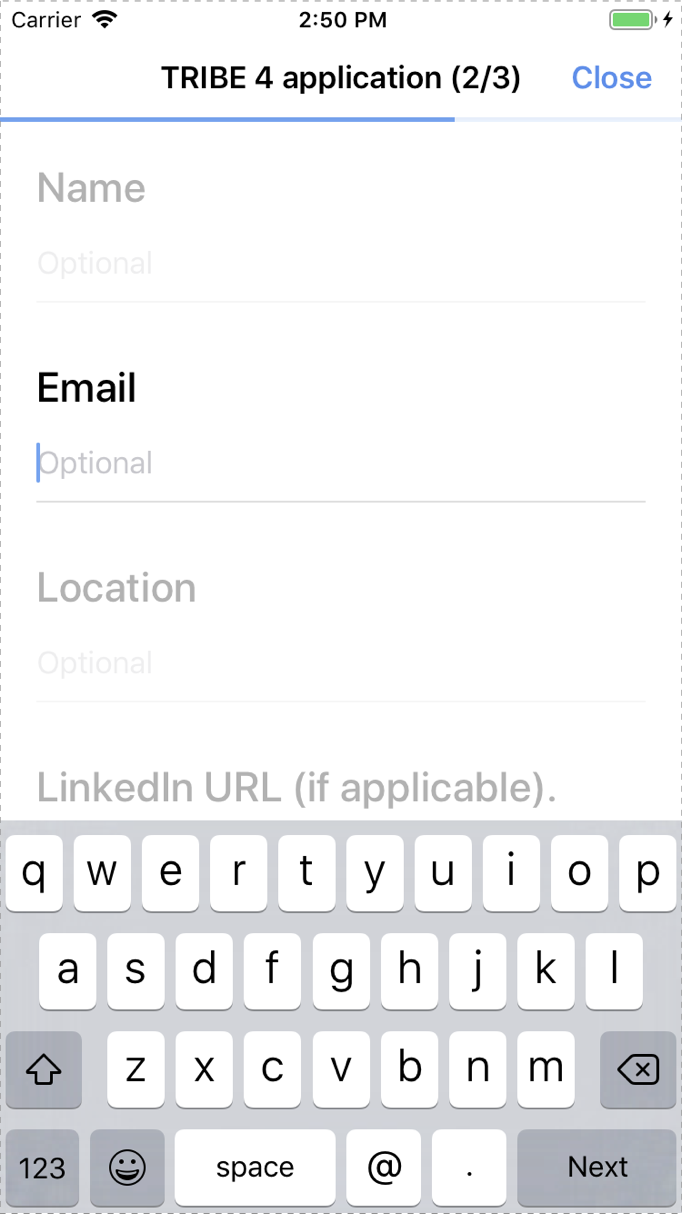 Carrier 2:50 PM
TRIBE 4 application (2/3) Close
Name
Optional
Email
Optional
Location
Optional
LinkedIn URL (if applicable).
q w e r t y u i o p
a s d f g h j k l
z x c v b n m
123 space @ . Next